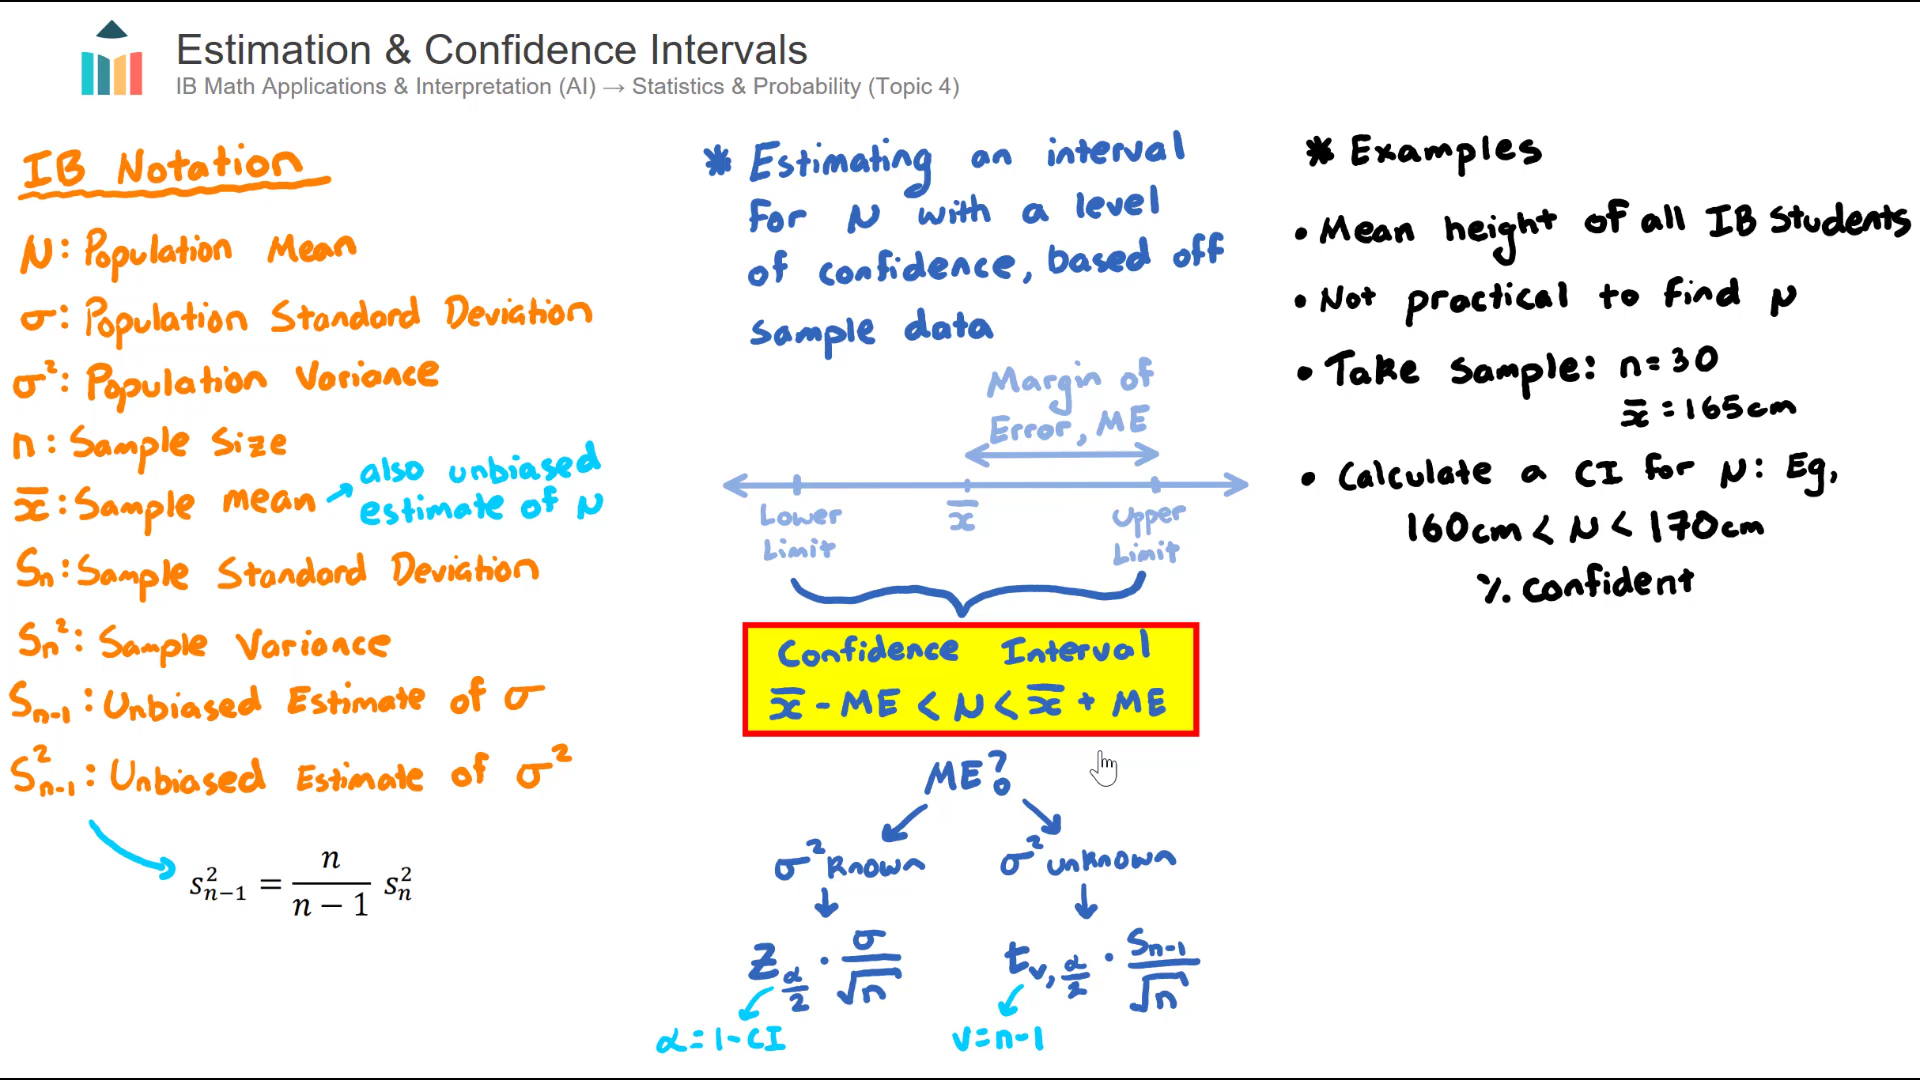 Estimation & Confidence Intervals
IB Math Applications & Interpretation (AI) → Statistics & Probability (Topic 4)
IB Notation
μ: Population Mean
σ: Population Standard Deviation
σ²: Population Variance
n: Sample Size
x̄: Sample mean
also unbiased
estimate of μ
Sn: Sample Standard Deviation
Sn²: Sample Variance
Sn-1: Unbiased Estimate of σ
S²n-1: Unbiased Estimate of σ²
s²n−1 = n/(n − 1) s²n
* Estimating an interval
for μ with a level
of confidence, based off
sample data
Margin of
Error, ME
Lower
Limit
x̄
Upper
Limit
Confidence Interval
x̄ - ME < μ < x̄ + ME
ME?
σ² known
σ² unknown
Z α/2 · σ/√n
t v, α/2 · Sn-1/√n
α = 1 - CI
v = n-1
* Examples
• Mean height of all IB Students
• Not practical to find μ
• Take sample: n = 30
x̄ = 165cm
• Calculate a CI for μ: Eg,
160cm < μ < 170cm
% confident